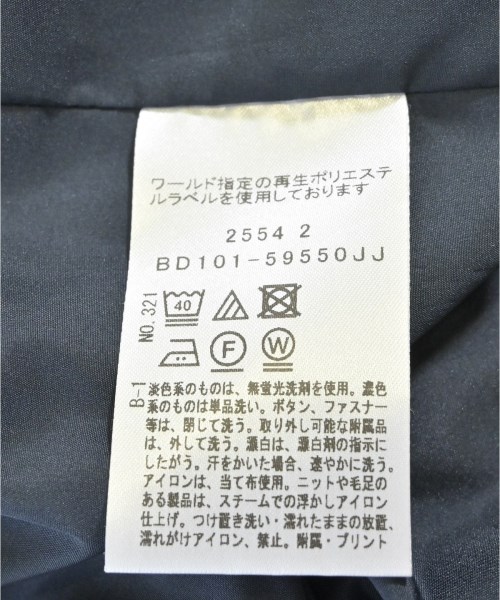 ワールド指定の再生ポリエステ
ルラベルを使用しております
2554 2
BD101-59550JJ
NO.321
40
F
W
B-1
淡色系のものは、無蛍光洗剤を使用。濃色
系のものは単品洗い。ボタン、ファスナー
等は、閉じて洗う。取り外し可能な附属品
は、外して洗う。漂白は、漂白剤の指示に
したがう。汗をかいた場合、速やかに洗う。
アイロンは、当て布使用。ニットや毛足の
ある製品は、スチームでの浮かしアイロン
仕上げ。つけ置き洗い・濡れたままの放置、
濡れがけアイロン、禁止。附属・プリント